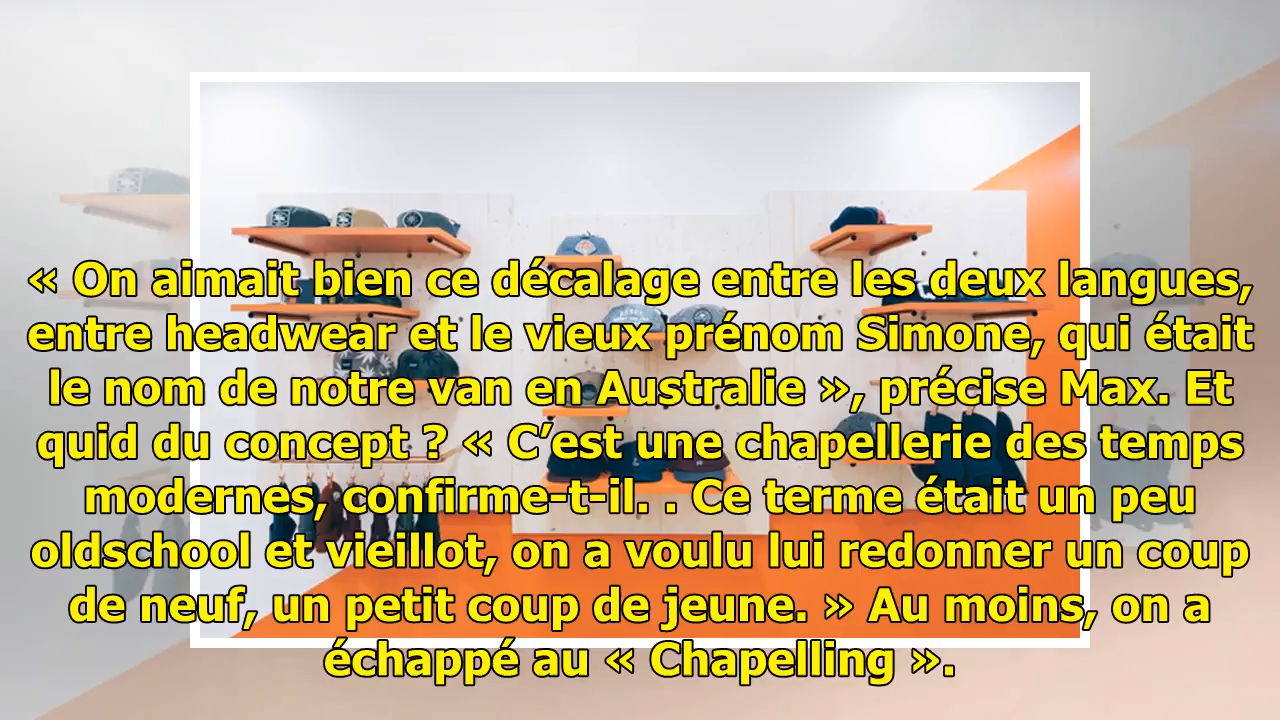 « On aimait bien ce décalage entre les deux langues,
entre headwear et le vieux prénom Simone, qui était
le nom de notre van en Australie », précise Max. Et
quid du concept ? « C’est une chapellerie des temps
modernes, confirme-t-il. . Ce terme était un peu
oldschool et vieillot, on a voulu lui redonner un coup
de neuf, un petit coup de jeune. » Au moins, on a
échappé au « Chapelling ».